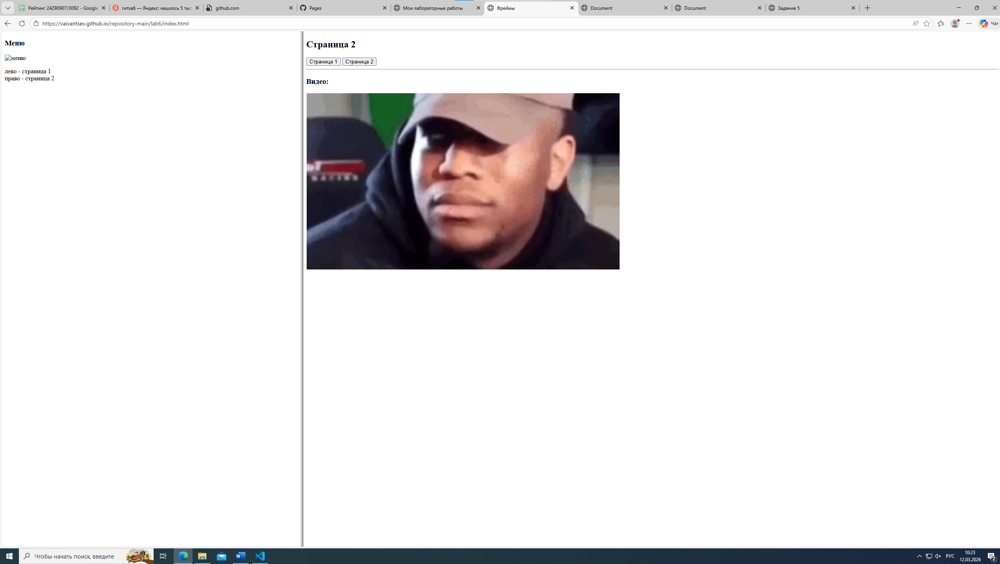 Рейтинг 24290907/3092 - Google
гитхаб — Яндекс: нашлось 5 тыс.
github.com
Pages
Мои лабораторные работы
Фреймы
Document
Document
Задание 5
https://vaivantsev.github.io/repository-main/lab6/index.html
Чат
Меню
меню
лево - страница 1
право - страница 2
Страница 2
Страница 1
Страница 2
Видео:
RACING
Чтобы начать поиск, введите
РУС
10:23
12.03.2026
2